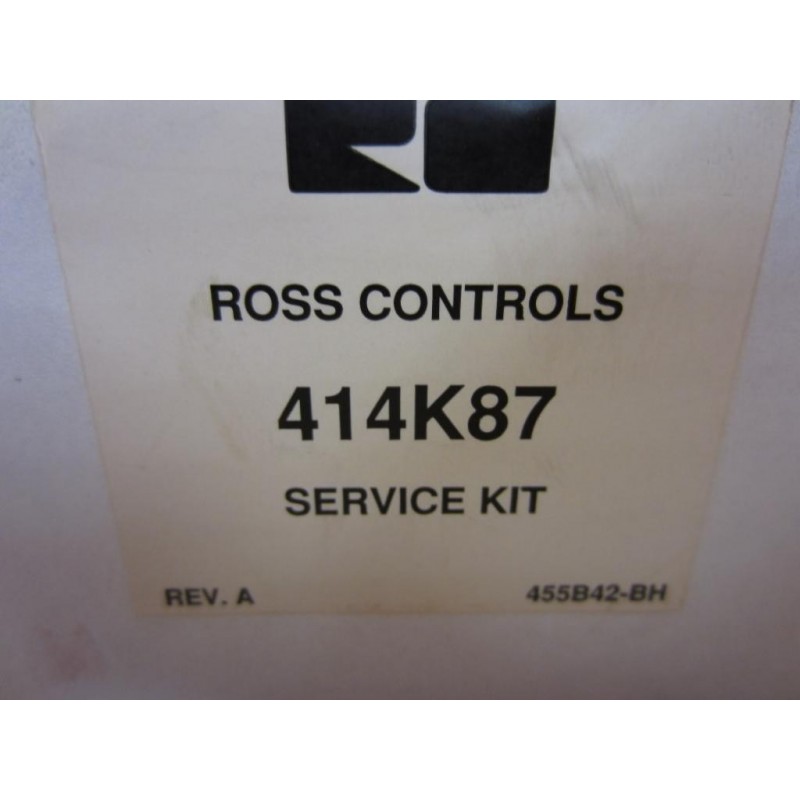 ROSS CONTROLS
414K87
SERVICE KIT
REV. A 455B42-BH